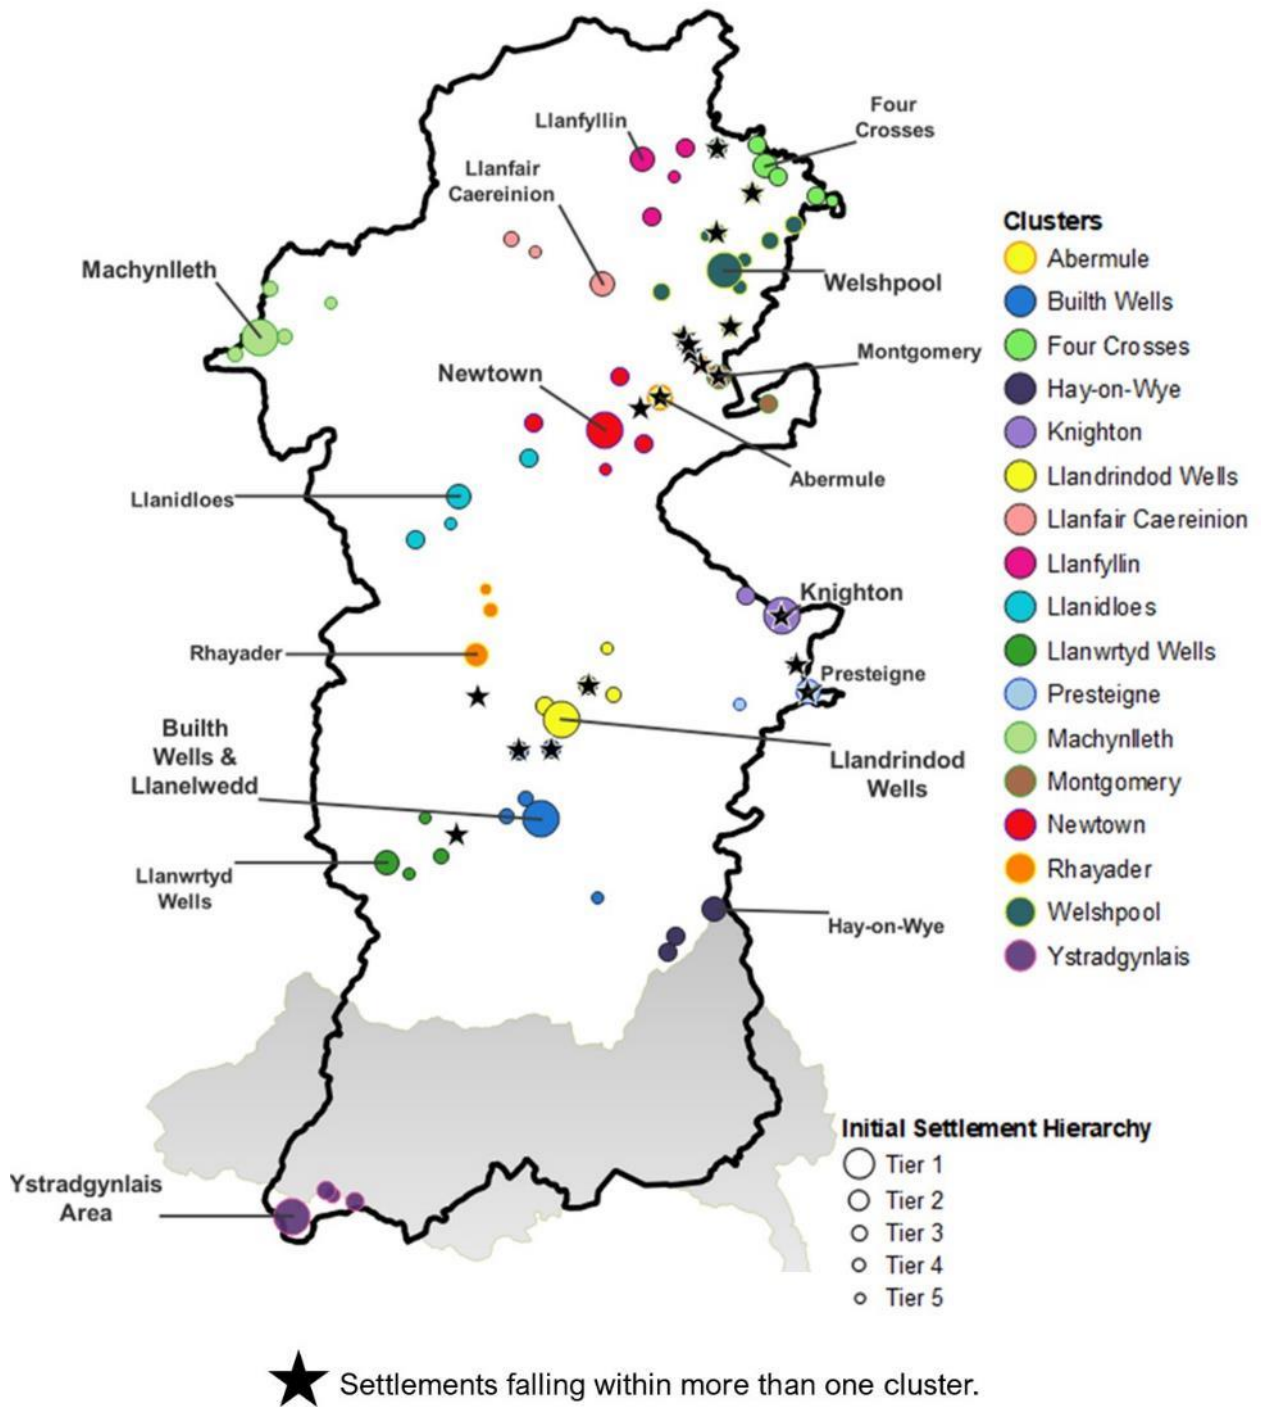 Four
Crosses
Llanfyllin
Llanfair
Caereinion
Machynlleth
Welshpool
Montgomery
Newtown
Abermule
Llanidloes
Knighton
Rhayader
Presteigne
Builth
Wells &
Llanelwedd
Llandrindod
Wells
Llanwrtyd
Wells
Hay-on-Wye
Ystradgynlais
Area
Clusters
Abermule
Builth Wells
Four Crosses
Hay-on-Wye
Knighton
Llandrindod Wells
Llanfair Caereinion
Llanfyllin
Llanidloes
Llanwrtyd Wells
Presteigne
Machynlleth
Montgomery
Newtown
Rhayader
Welshpool
Ystradgynlais
Initial Settlement Hierarchy
Tier 1
Tier 2
Tier 3
Tier 4
Tier 5
Settlements falling within more than one cluster.